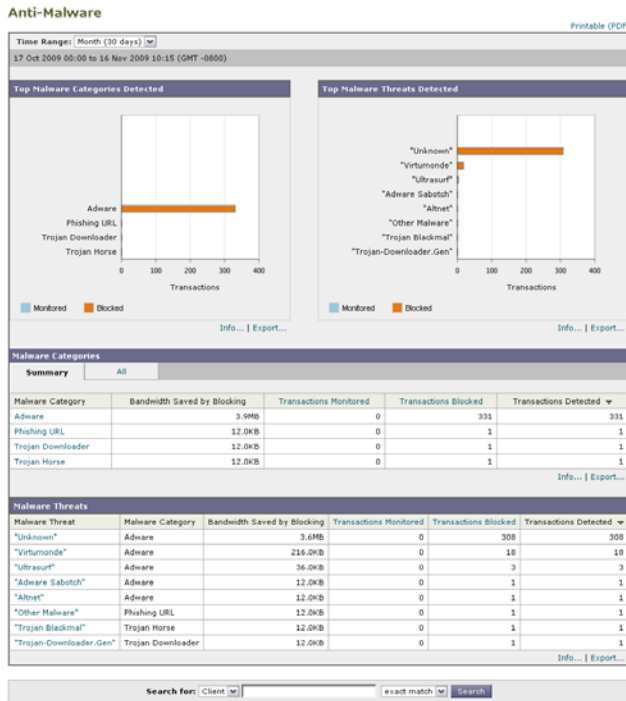 Anti-Malware
Printable (PDF
Time Range: Month (30 days)
17 Oct 2009 00:00 to 16 Nov 2009 10:15 (GMT -0800)
Top Malware Categories Detected
Adware
Phishing URL
Trojan Downloader
Trojan Horse
0 100 200 300 400
Transactions
Monitored Blocked
Info... | Export...
Top Malware Threats Detected
"Unknown"
"Virtumonde"
"Ultrasurf"
"Adware Sabotch"
"Altnet"
"Other Malware"
"Trojan Blackmal"
"Trojan-Downloader.Gen"
0 100 200 300 400
Transactions
Monitored Blocked
Info... | Export...
Malware Categories
Summary All
Malware Category Bandwidth Saved by Blocking Transactions Monitored Transactions Blocked Transactions Detected
Adware 3.9MB 0 331 331
Phishing URL 12.0KB 0 1 1
Trojan Downloader 12.0KB 0 1 1
Trojan Horse 12.0KB 0 1 1
Info... | Export...
Malware Threats
Malware Threat Malware Category Bandwidth Saved by Blocking Transactions Monitored Transactions Blocked Transactions Detected
"Unknown" Adware 3.6MB 0 308 308
"Virtumonde" Adware 216.0KB 0 18 18
"Ultrasurf" Adware 36.0KB 0 3 3
"Adware Sabotch" Adware 12.0KB 0 1 1
"Altnet" Adware 12.0KB 0 1 1
"Other Malware" Phishing URL 12.0KB 0 1 1
"Trojan Blackmal" Trojan Horse 12.0KB 0 1 1
"Trojan-Downloader.Gen" Trojan Downloader 12.0KB 0 1 1
Info... | Export...
Search for: Client exact match Search